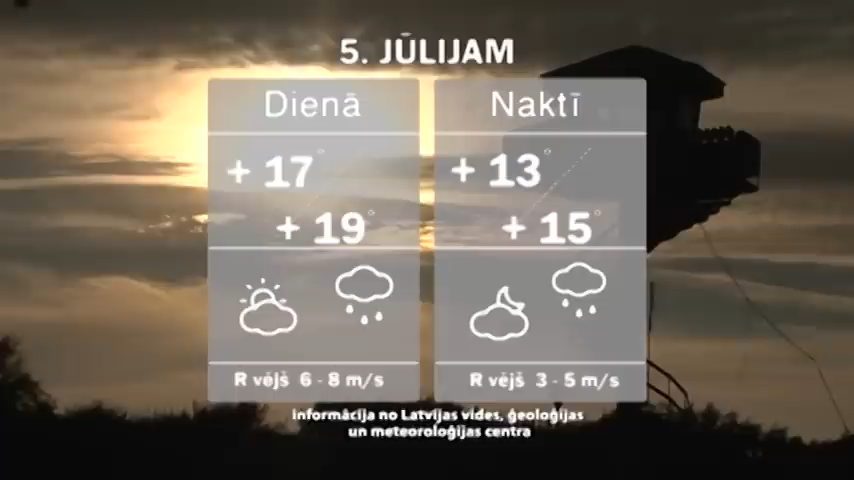 5. JŪLIJAM
Dienā
+ 17°
+ 19°
R vējš 6 - 8 m/s
Naktī
+ 13°
+ 15°
R vējš 3 - 5 m/s
informācija no Latvijas vides, ģeoloģijas
un meteoroloģijas centra